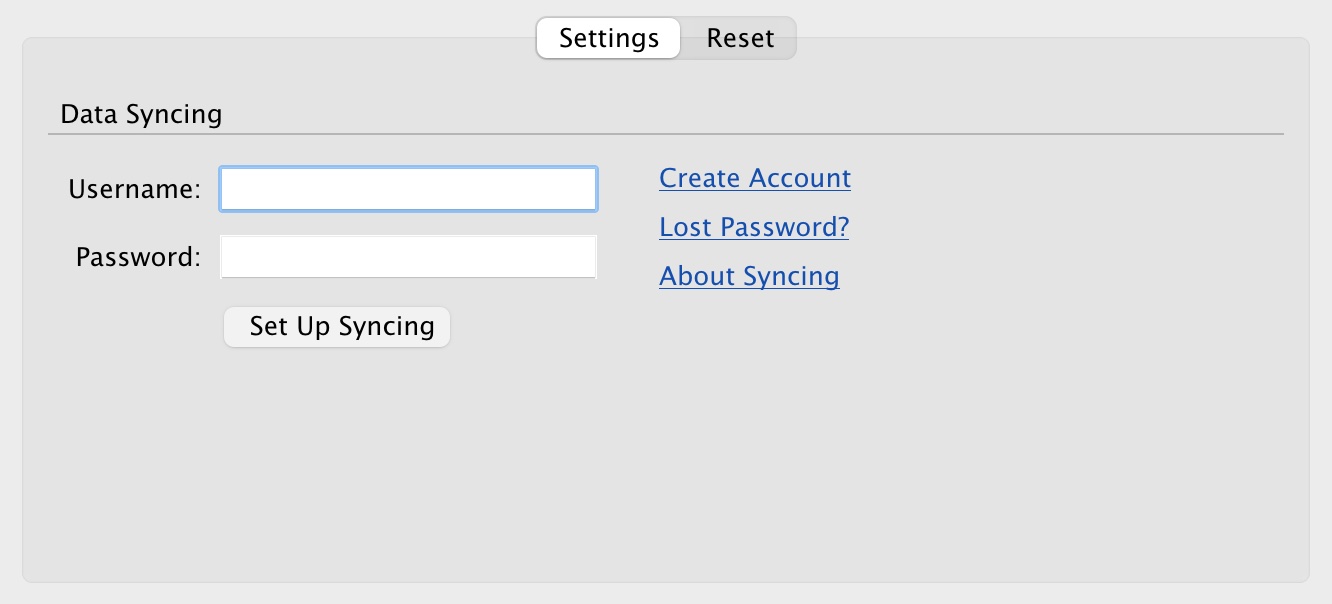 Settings Reset
Data Syncing
Username:
Password:
Set Up Syncing
Create Account
Lost Password?
About Syncing